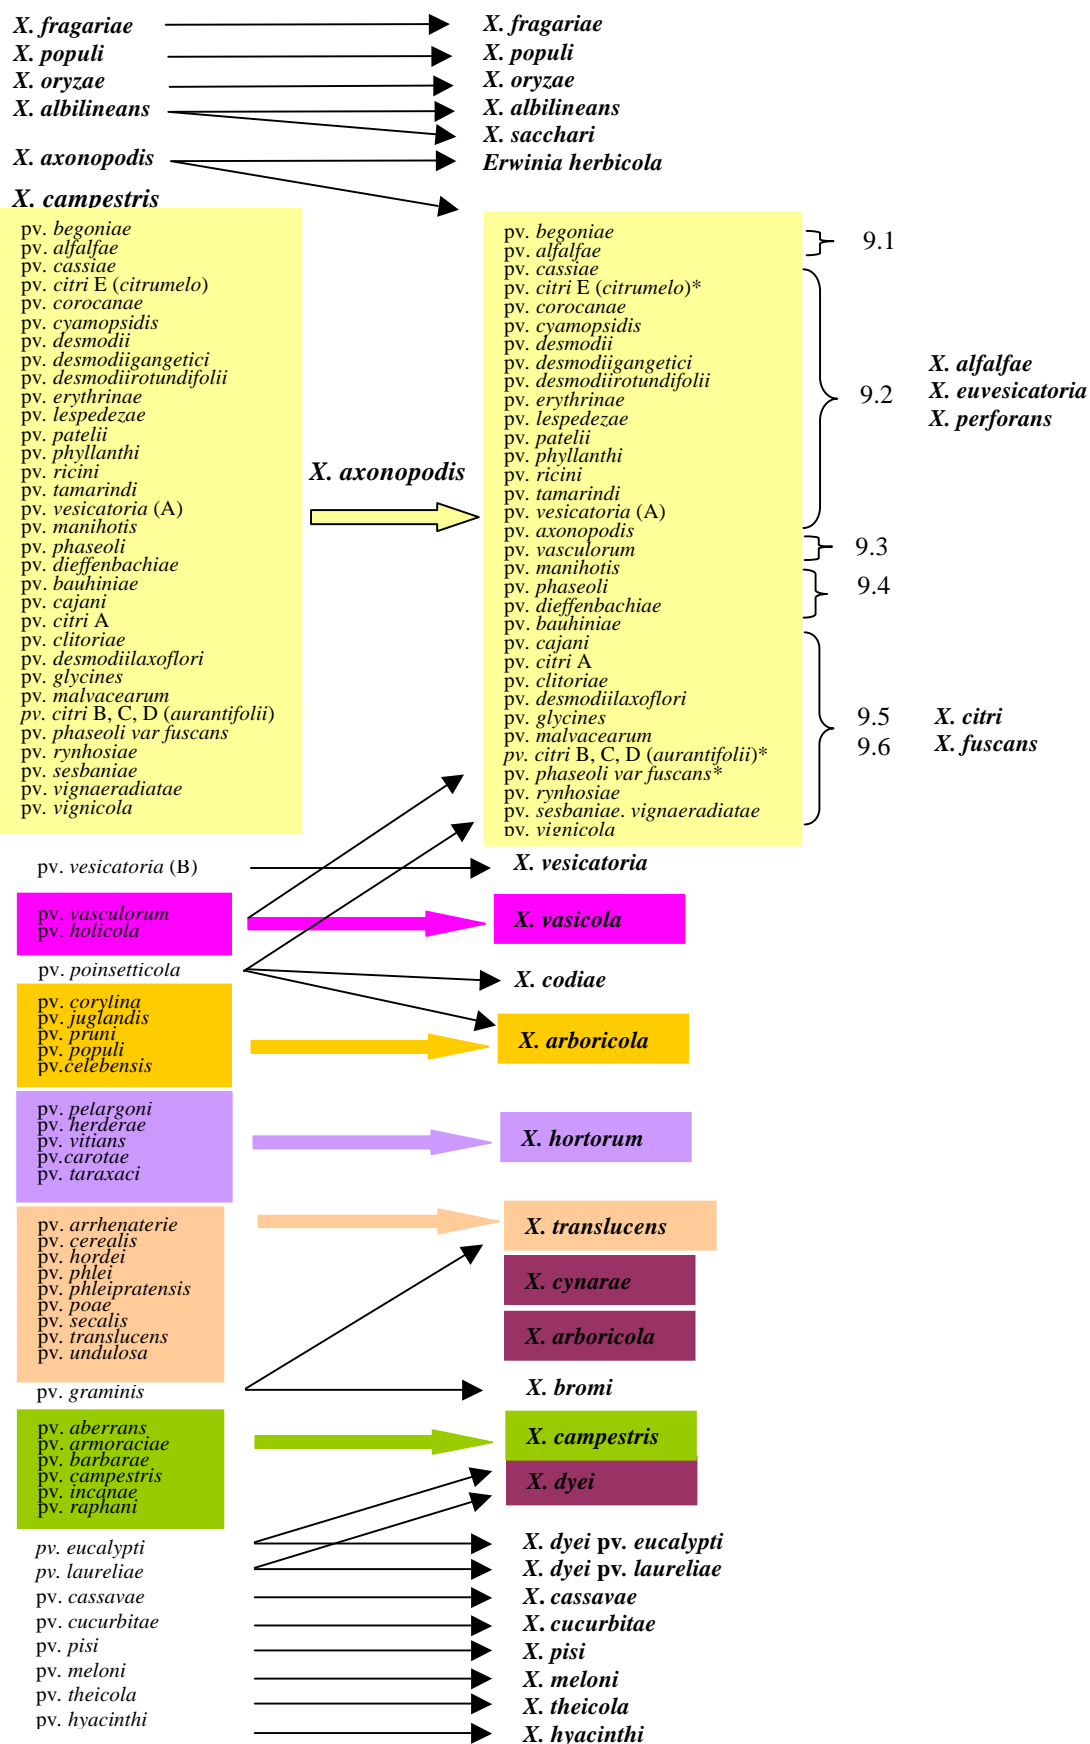 X. fragariae
X. populi
X. oryzae
X. albilineans
X. axonopodis
X. campestris
pv. begoniae
pv. alfalfae
pv. cassiae
pv. citri E (citrumelo)
pv. corocanae
pv. cyamopsidis
pv. desmodii
pv. desmodiigangetici
pv. desmodiirotundifolii
pv. erythrinae
pv. lespedezae
pv. patelii
pv. phyllanthi
pv. ricini
pv. tamarindi
pv. vesicatoria (A)
pv. manihotis
pv. phaseoli
pv. dieffenbachiae
pv. bauhiniae
pv. cajani
pv. citri A
pv. clitoriae
pv. desmodiilaxoflori
pv. glycines
pv. malvacearum
pv. citri B, C, D (aurantifolii)
pv. phaseoli var fuscans
pv. rynhosiae
pv. sesbaniae
pv. vignaeradiatae
pv. vignicola
pv. vesicatoria (B)
pv. vasculorum
pv. holicola
pv. poinsetticola
pv. corylina
pv. juglandis
pv. pruni
pv. populi
pv.celebensis
pv. pelargoni
pv. herderae
pv. vitians
pv.carotae
pv. taraxaci
pv. arrhenaterie
pv. cerealis
pv. hordei
pv. phlei
pv. phleipratensis
pv. poae
pv. secalis
pv. translucens
pv. undulosa
pv. graminis
pv. aberrans
pv. armoraciae
pv. barbarae
pv. campestris
pv. incanae
pv. raphani
pv. eucalypti
pv. laureliae
pv. cassavae
pv. cucurbitae
pv. pisi
pv. meloni
pv. theicola
pv. hyacinthi
X. axonopodis
X. fragariae
X. populi
X. oryzae
X. albilineans
X. sacchari
Erwinia herbicola
pv. begoniae
pv. alfalfae
pv. cassiae
pv. citri E (citrumelo)*
pv. corocanae
pv. cyamopsidis
pv. desmodii
pv. desmodiigangetici
pv. desmodiirotundifolii
pv. erythrinae
pv. lespedezae
pv. patelii
pv. phyllanthi
pv. ricini
pv. tamarindi
pv. vesicatoria (A)
pv. axonopodis
pv. vasculorum
pv. manihotis
pv. phaseoli
pv. dieffenbachiae
pv. bauhiniae
pv. cajani
pv. citri A
pv. clitoriae
pv. desmodiilaxoflori
pv. glycines
pv. malvacearum
pv. citri B, C, D (aurantifolii)*
pv. phaseoli var fuscans*
pv. rynhosiae
pv. sesbaniae. vignaeradiatae
pv. vignicola
X. vesicatoria
X. vasicola
X. codiae
X. arboricola
X. hortorum
X. translucens
X. cynarae
X. arboricola
X. bromi
X. campestris
X. dyei
X. dyei pv. eucalypti
X. dyei pv. laureliae
X. cassavae
X. cucurbitae
X. pisi
X. meloni
X. theicola
X. hyacinthi
9.1
9.2
9.3
9.4
9.5
9.6
X. alfalfae
X. euvesicatoria
X. perforans
X. citri
X. fuscans